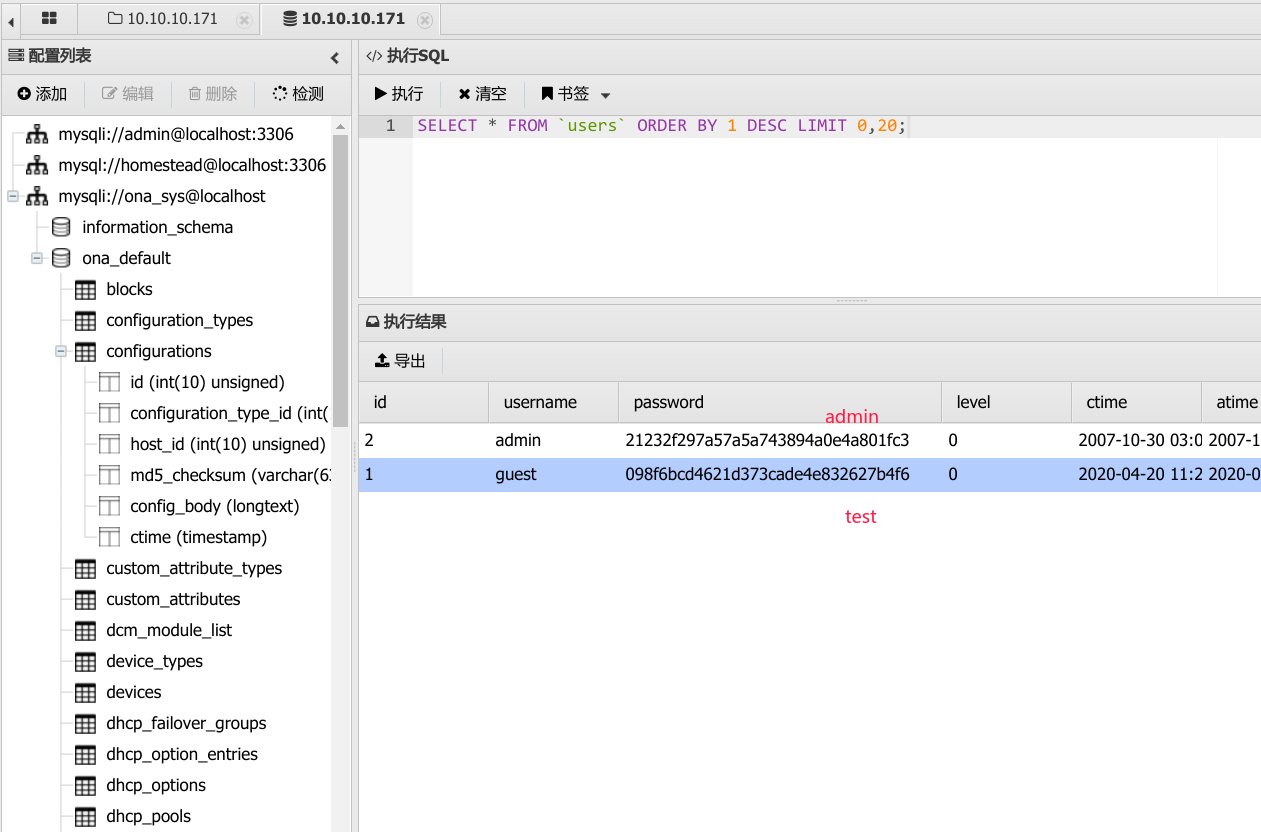 10.10.10.171
10.10.10.171
配置列表
添加 编辑 删除 检测
mysqli://admin@localhost:3306
mysql://homestead@localhost:3306
mysqli://ona_sys@localhost
information_schema
ona_default
blocks
configuration_types
configurations
id (int(10) unsigned)
configuration_type_id (int(
host_id (int(10) unsigned)
md5_checksum (varchar(63
config_body (longtext)
ctime (timestamp)
custom_attribute_types
custom_attributes
dcm_module_list
device_types
devices
dhcp_failover_groups
dhcp_option_entries
dhcp_options
dhcp_pools
</> 执行SQL
执行 清空 书签
1 SELECT * FROM `users` ORDER BY 1 DESC LIMIT 0,20;
执行结果
导出
id username password level ctime atime
admin
2 admin 21232f297a57a5a743894a0e4a801fc3 0 2007-10-30 03:0 2007-1
1 guest 098f6bcd4621d373cade4e832627b4f6 0 2020-04-20 11:2 2020-0
test